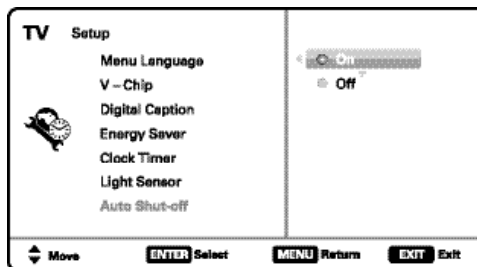 TV Setup
Menu Language
On
V - Chip
Off
Digital Caption
Energy Saver
Clock Timer
Light Sensor
Auto Shut-off
Move ENTER Select MENU Return EXIT Exit